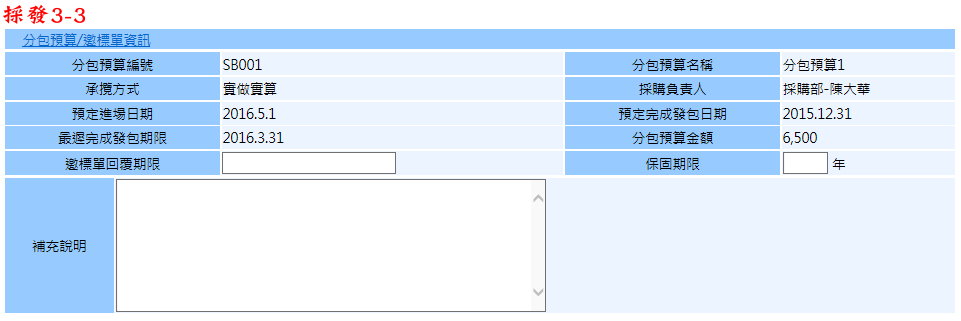 採發3-3
分包預算/邀標單資訊
分包預算編號 SB001 分包預算名稱 分包預算1
承攬方式 實做實算 採購負責人 採購部-陳大華
預定進場日期 2016.5.1 預定完成發包日期 2015.12.31
最遲完成發包期限 2016.3.31 分包預算金額 6,500
邀標單回覆期限 保固期限 年
補充說明